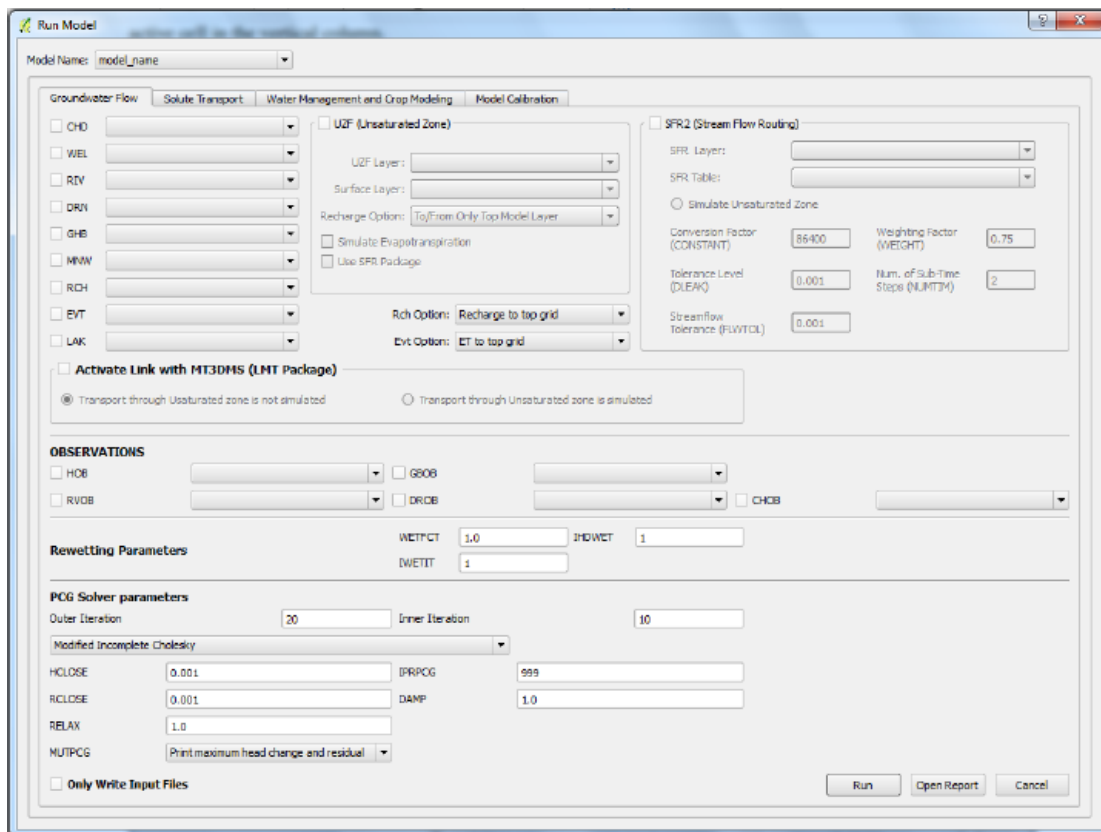 active cell in the vertical column.
Run Model
Model Name: model_name
Groundwater Flow Solute Transport Water Management and Crop Modeling Model Calibration
CHD
WEL
RIV
DRN
GHB
MNW
RCH
EVT
LAK
UZF (Unsaturated Zone)
UZF Layer:
Surface Layer:
Recharge Option: To/From Only Top Model Layer
Simulate Evapotranspiration
Use SFR Package
Rch Option: Recharge to top grid
Evt Option: ET to top grid
SFR2 (Stream Flow Routing)
SFR Layer:
SFR Table:
Simulate Unsaturated Zone
Conversion Factor (CONSTANT) 86400 Weighting Factor (WEIGHT) 0.75
Tolerance Level (DLEAK) 0.001 Num. of Sub-Time Steps (NUMTIM) 2
Streamflow Tolerance (FLWTOL) 0.001
Activate Link with MT3DMS (LMT Package)
Transport through Usaturated zone is not simulated Transport through Unsaturated zone is simulated
OBSERVATIONS
HOB GBOB
RVOB DROB CHOB
Rewetting Parameters
WETFCT 1.0 IHDWET 1
IWETIT 1
PCG Solver parameters
Outer Iteration 20 Inner Iteration 10
Modified Incomplete Cholesky
HCLOSE 0.001 IPRPCG 999
RCLOSE 0.001 DAMP 1.0
RELAX 1.0
MUTPCG Print maximum head change and residual
Only Write Input Files
Run Open Report Cancel